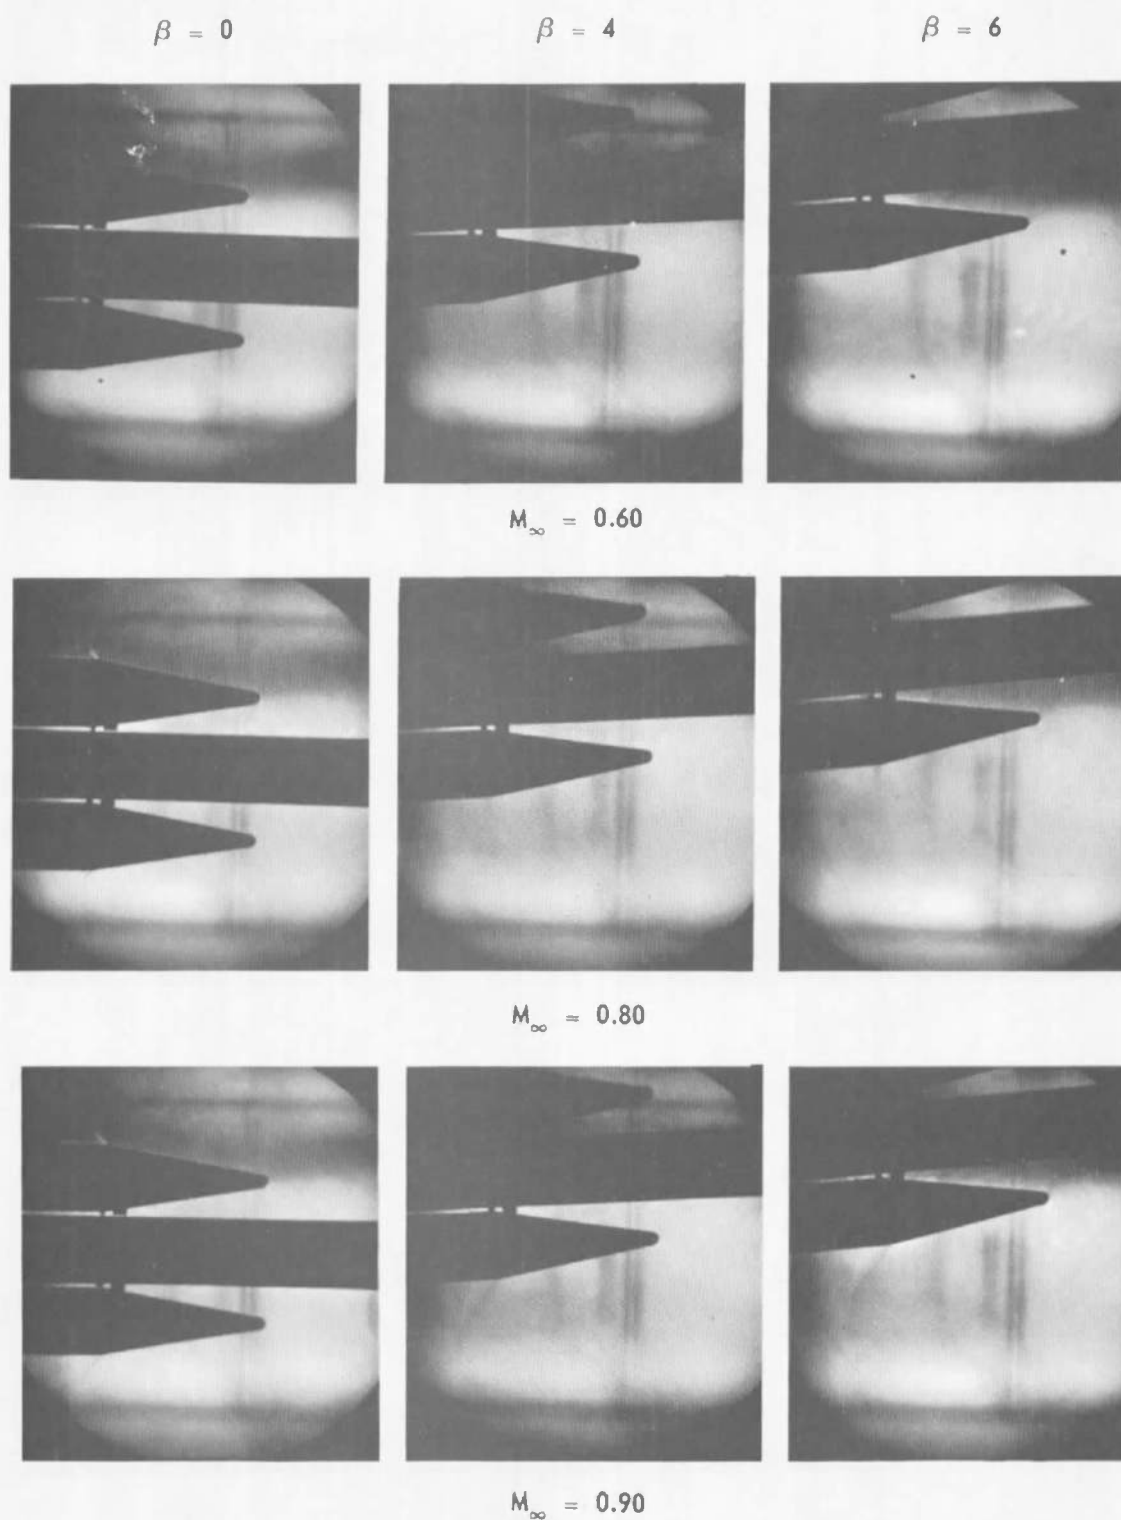 β = 0 β = 4 β = 6
M∞ = 0.60
M∞ = 0.80
M∞ = 0.90